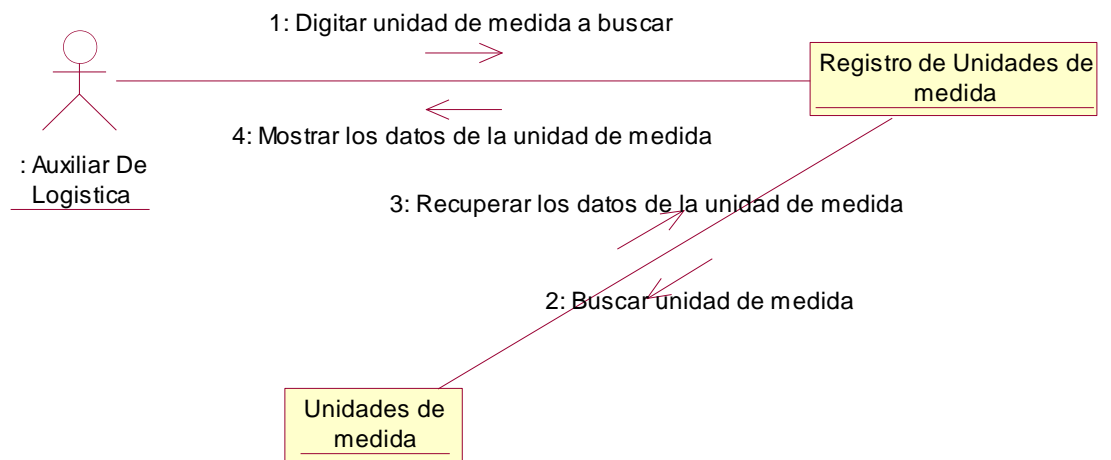 1: Digitar unidad de medida a buscar
Registro de Unidades de
medida
4: Mostrar los datos de la unidad de medida
: Auxiliar De
Logistica
3: Recuperar los datos de la unidad de medida
2: Buscar unidad de medida
Unidades de
medida